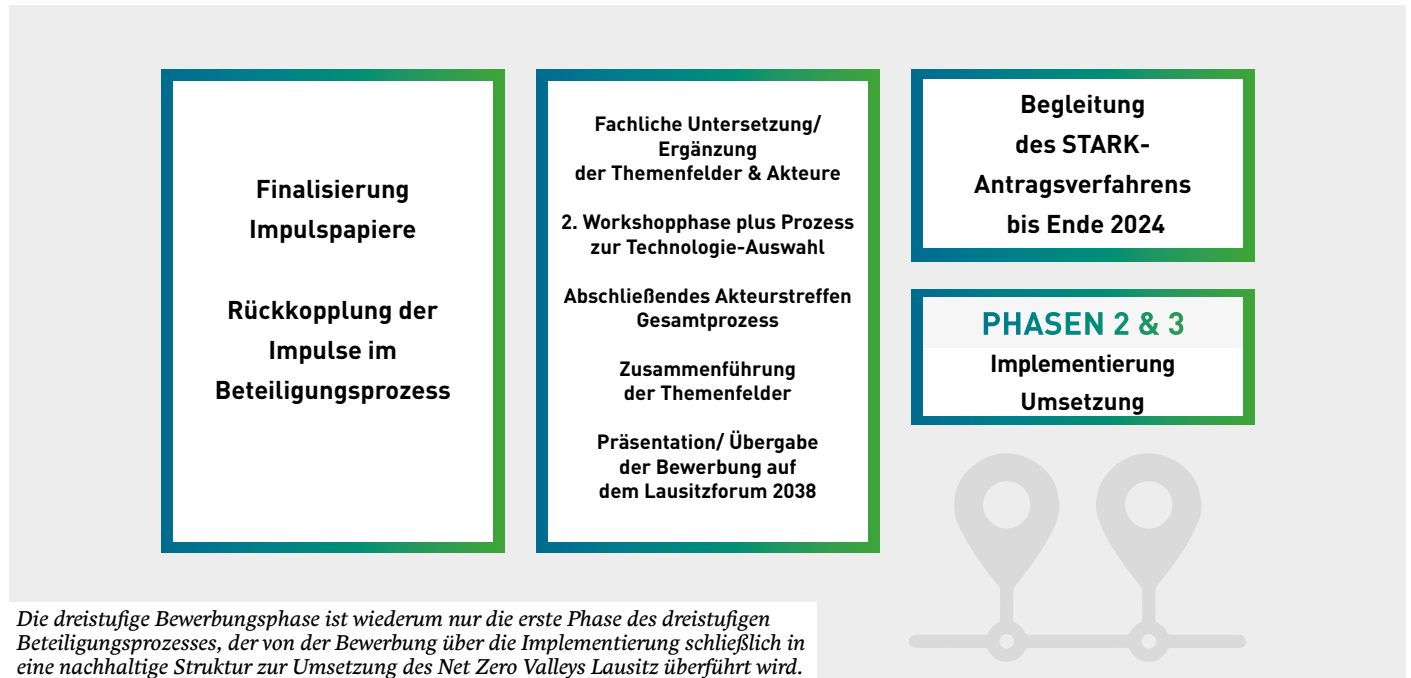 Finalisierung
Impulspapiere
Rückkopplung der
Impulse im
Beteiligungsprozess
Fachliche Untersetzung/
Ergänzung
der Themenfelder & Akteure
2. Workshopphase plus Prozess
zur Technologie-Auswahl
Abschließendes Akteurstreffen
Gesamtprozess
Zusammenführung
der Themenfelder
Präsentation/ Übergabe
der Bewerbung auf
dem Lausitzforum 2038
Begleitung
des STARK-
Antragsverfahrens
bis Ende 2024
PHASEN 2 & 3
Implementierung
Umsetzung
Die dreistufige Bewerbungsphase ist wiederum nur die erste Phase des dreistufigen
Beteiligungsprozesses, der von der Bewerbung über die Implementierung schließlich in
eine nachhaltige Struktur zur Umsetzung des Net Zero Valleys Lausitz überführt wird.